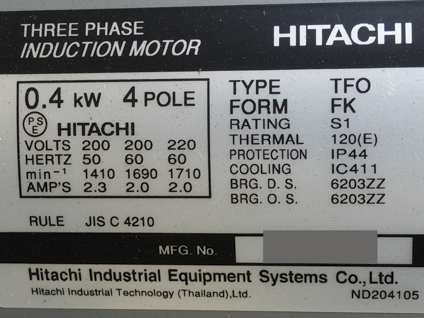 THREE PHASE
INDUCTION MOTOR
HITACHI
0.4 kW 4 POLE
PSE HITACHI
VOLTS 200 200 220
HERTZ 50 60 60
min⁻¹ 1410 1690 1710
AMP'S 2.3 2.0 2.0
RULE JIS C 4210
TYPE TFO
FORM FK
RATING S1
THERMAL 120(E)
PROTECTION IP44
COOLING IC411
BRG. D. S. 6203ZZ
BRG. O. S. 6203ZZ
MFG. No.
Hitachi Industrial Equipment Systems Co.,Ltd.
Hitachi Industrial Technology (Thailand),Ltd. ND204105